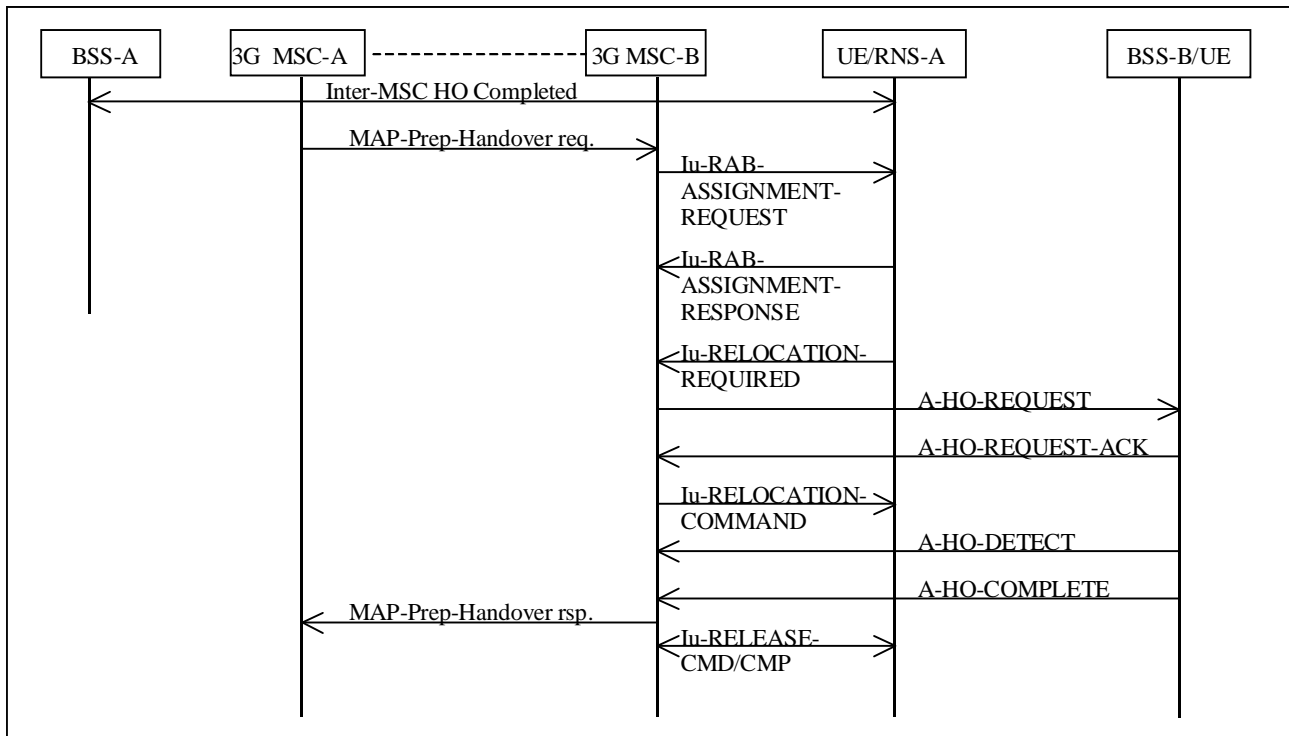 BSS-A
3G MSC-A
3G MSC-B
UE/RNS-A
BSS-B/UE
Inter-MSC HO Completed
MAP-Prep-Handover req.
Iu-RAB-
ASSIGNMENT-
REQUEST
Iu-RAB-
ASSIGNMENT-
RESPONSE
Iu-RELOCATION-
REQUIRED
A-HO-REQUEST
A-HO-REQUEST-ACK
Iu-RELOCATION-
COMMAND
A-HO-DETECT
A-HO-COMPLETE
MAP-Prep-Handover rsp.
Iu-RELEASE-
CMD/CMP